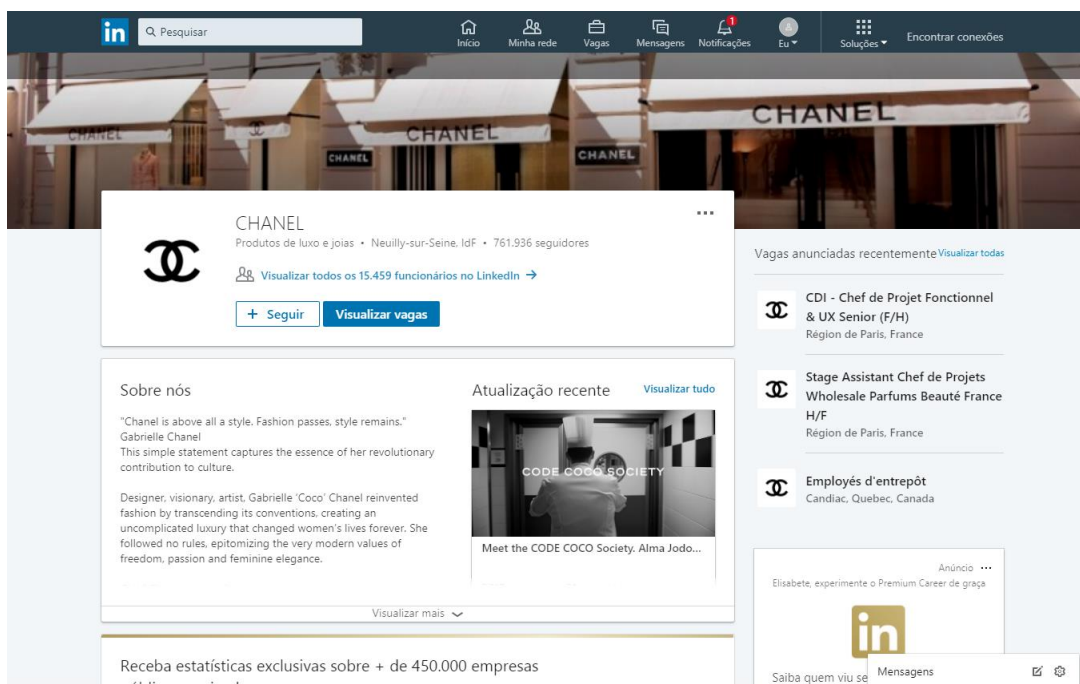 in
Pesquisar
Início
Minha rede
Vagas
Mensagens
1
Notificações
Eu
Soluções
Encontrar conexões
CHANEL
CHANEL
CHANEL
CHANEL
CHANEL
CHANEL
Produtos de luxo e joias • Neuilly-sur-Seine, IdF • 761.936 seguidores
Visualizar todos os 15.459 funcionários no LinkedIn →
+ Seguir
Visualizar vagas
Sobre nós
"Chanel is above all a style. Fashion passes, style remains."
Gabrielle Chanel
This simple statement captures the essence of her revolutionary
contribution to culture.
Designer, visionary, artist, Gabrielle 'Coco' Chanel reinvented
fashion by transcending its conventions, creating an
uncomplicated luxury that changed women's lives forever. She
followed no rules, epitomizing the very modern values of
freedom, passion and feminine elegance.
Atualização recente
Visualizar tudo
CODE COCO SOCIETY
Meet the CODE COCO Society. Alma Jodo...
Visualizar mais
Receba estatísticas exclusivas sobre + de 450.000 empresas
Vagas anunciadas recentemente
Visualizar todas
CDI - Chef de Projet Fonctionnel
& UX Senior (F/H)
Région de Paris, France
Stage Assistant Chef de Projets
Wholesale Parfums Beauté France
H/F
Région de Paris, France
Employés d'entrepôt
Candiac, Quebec, Canada
Anúncio •••
Elisabete, experimente o Premium Career de graça
in
Saiba quem viu se
Mensagens